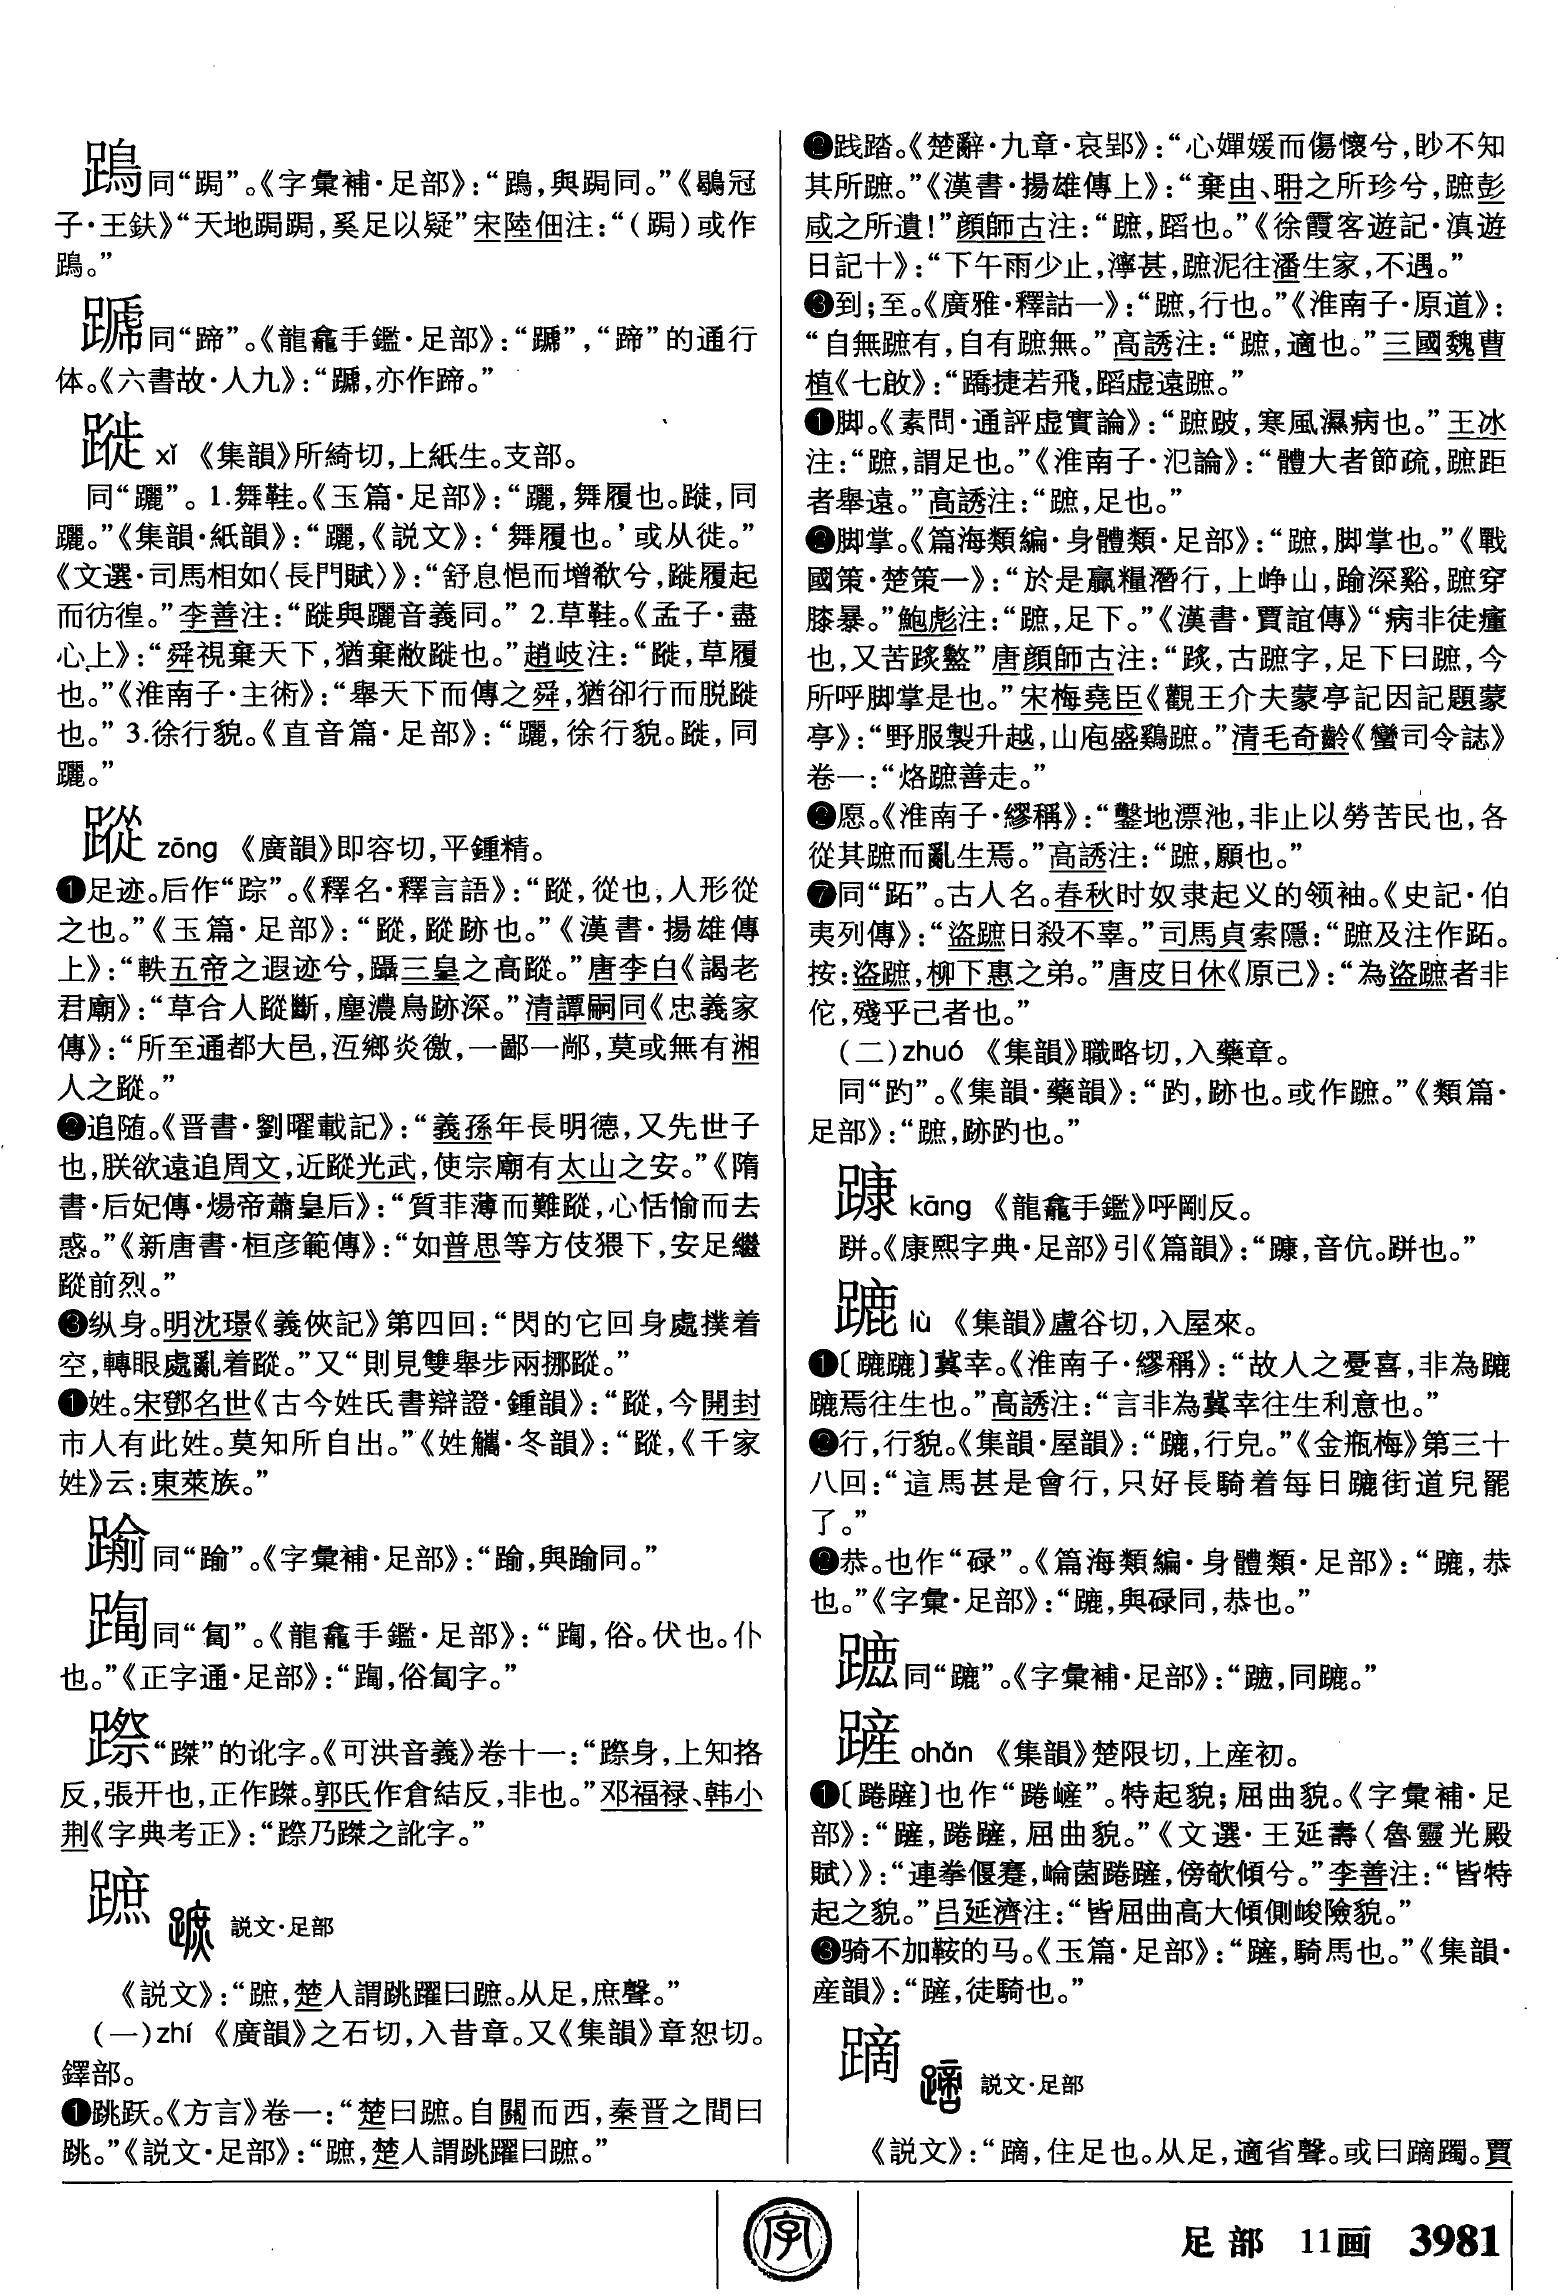 䠼同“跼”。《字彙補·足部》：“䠼，與跼同。”《鶡冠
子·王鈇》“天地跼跼，奚足以疑”宋陸佃注：“（跼）或作
䠼。”
蹏同“蹄”。《龍龕手鑑·足部》：“蹏”，“蹄”的通行
体。《六書故·人九》：“蹏，亦作蹄。”
蹝 xǐ 《集韻》所綺切，上紙生。支部。
同“躧”。1.舞鞋。《玉篇·足部》：“躧，舞履也。蹝，同
躧。”《集韻·紙韻》：“躧，《説文》：‘舞履也。’或从徙。”
《文選·司馬相如〈長門賦〉》：“舒息悒而增欷兮，蹝履起
而彷徨。”李善注：“蹝與躧音義同。” 2.草鞋。《孟子·盡
心上》：“舜視棄天下，猶棄敝蹝也。”趙岐注：“蹝，草履
也。”《淮南子·主術》：“舉天下而傳之舜，猶卻行而脱蹝
也。” 3.徐行貌。《直音篇·足部》：“躧，徐行貌。蹝，同
躧。”
蹤 zōng 《廣韻》即容切，平鍾精。
❶足迹。后作“踪”。《釋名·釋言語》：“蹤，從也，人形從
之也。”《玉篇·足部》：“蹤，蹤跡也。”《漢書·揚雄傳
上》：“軼五帝之遐迹兮，躡三皇之高蹤。”唐李白《謁老
君廟》：“草合人蹤斷，塵濃鳥跡深。”清譚嗣同《忠義家
傳》：“所至通都大邑，沍鄉炎徼，一鄙一鄗，莫或無有湘
人之蹤。”
❷追随。《晋書·劉曜載記》：“義孫年長明德，又先世子
也，朕欲遠追周文，近蹤光武，使宗廟有太山之安。”《隋
書·后妃傳·煬帝蕭皇后》：“質菲薄而難蹤，心恬愉而去
惑。”《新唐書·桓彦範傳》：“如普思等方伎猥下，安足繼
蹤前烈。”
❸纵身。明沈璟《義俠記》第四回：“閃的它回身處撲着
空，轉眼處亂着蹤。”又“則見雙舉步兩挪蹤。”
❶姓。宋鄧名世《古今姓氏書辯證·鍾韻》：“蹤，今開封
市人有此姓。莫知所自出。”《姓觿·冬韻》：“蹤，《千家
姓》云：東萊族。”
同“踰”。《字彙補·足部》：“，與踰同。”
同“匐”。《龍龕手鑑·足部》：“，俗。伏也。仆
也。”《正字通·足部》：“，俗匐字。”
“蹀”的讹字。《可洪音義》卷十一：“身，上知挌
反，張开也，正作磔。郭氏作倉結反，非也。”邓福禄、韩小
荆《字典考正》：“乃磔之訛字。”
蹠
説文·足部
《説文》：“蹠，楚人謂跳躍曰蹠。从足，庶聲。”
（一）zhí 《廣韻》之石切，入昔章。又《集韻》章恕切。
鐸部。
❶跳跃。《方言》卷一：“楚曰蹠。自關而西，秦晋之間曰
跳。”《説文·足部》：“蹠，楚人謂跳躍曰蹠。”
❷践踏。《楚辭·九章·哀郢》：“心嬋媛而傷懷兮，眇不知
其所蹠。”《漢書·揚雄傳上》：“棄由、聃之所珍兮，蹠彭
咸之所遺！”顔師古注：“蹠，蹈也。”《徐霞客遊記·滇遊
日記十》：“下午雨少止，濘甚，蹠泥往潘生家，不遇。”
❸到；至。《廣雅·釋詁一》：“蹠，行也。”《淮南子·原道》：
“自無蹠有，自有蹠無。”高誘注：“蹠，適也。”三國魏曹
植《七啟》：“蹻捷若飛，蹈虚遠蹠。”
❶脚。《素問·通評虚實論》：“蹠跛，寒風濕病也。”王冰
注：“蹠，謂足也。”《淮南子·氾論》：“體大者節疏，蹠距
者舉遠。”高誘注：“蹠，足也。”
❷脚掌。《篇海類編·身體類·足部》：“蹠，脚掌也。”《戰
國策·楚策一》：“於是贏糧潛行，上峥山，踰深谿，蹠穿
膝暴。”鮑彪注：“蹠，足下。”《漢書·賈誼傳》“病非徒瘇
也，又苦䟽盭”唐顔師古注：“䟽，古蹠字，足下曰蹠，今
所呼脚掌是也。”宋梅堯臣《觀王介夫蒙亭記因記題蒙
亭》：“野服製升越，山庖盛鷄蹠。”清毛奇齡《蠻司令誌》
卷一：“烙蹠善走。”
❷愿。《淮南子·繆稱》：“鑿地漂池，非止以勞苦民也，各
從其蹠而亂生焉。”高誘注：“蹠，願也。”
❼同“跖”。古人名。春秋时奴隶起义的领袖。《史記·伯
夷列傳》：“盜蹠日殺不辜。”司馬貞索隱：“蹠及注作跖。
按：盜蹠，柳下惠之弟。”唐皮日休《原己》：“為盜蹠者非
佗，殘乎己者也。”
（二）zhuó 《集韻》職略切，入藥章。
同“趵”。《集韻·藥韻》：“趵，跡也。或作蹠。”《類篇·
足部》：“蹠，跡趵也。”
kāng 《龍龕手鑑》呼剛反。
跰。《康熙字典·足部》引《篇韻》：“，音伉。跰也。”
蹗 lù 《集韻》盧谷切，入屋來。
❶〔蹗蹗〕冀幸。《淮南子·繆稱》：“故人之憂喜，非為蹗
蹗焉往生也。”高誘注：“言非為冀幸往生利意也。”
❷行，行貌。《集韻·屋韻》：“蹗，行皃。”《金瓶梅》第三十
八回：“這馬甚是會行，只好長騎着每日蹗街道兒罷
了。”
❷恭。也作“碌”。《篇海類編·身體類·足部》：“蹗，恭
也。”《字彙·足部》：“蹗，與碌同，恭也。”
同“蹗”。《字彙補·足部》：“，同蹗。”
𨄉 ohǎn 《集韻》楚限切，上産初。
❶〔踡〕也作“踡嵼”。特起貌；屈曲貌。《字彙補·足
部》：“，踡，屈曲貌。”《文選·王延壽〈魯靈光殿
賦〉》：“連拳偃蹇，崘菌踡，傍欹傾兮。”李善注：“皆特
起之貌。”吕延濟注：“皆屈曲高大傾側峻險貌。”
❸骑不加鞍的马。《玉篇·足部》：“，騎馬也。”《集韻·
産韻》：“，徒騎也。”
蹢
説文·足部
《説文》：“蹢，住足也。从足，適省聲。或曰蹢躅。賈
字
足部 11画 3981